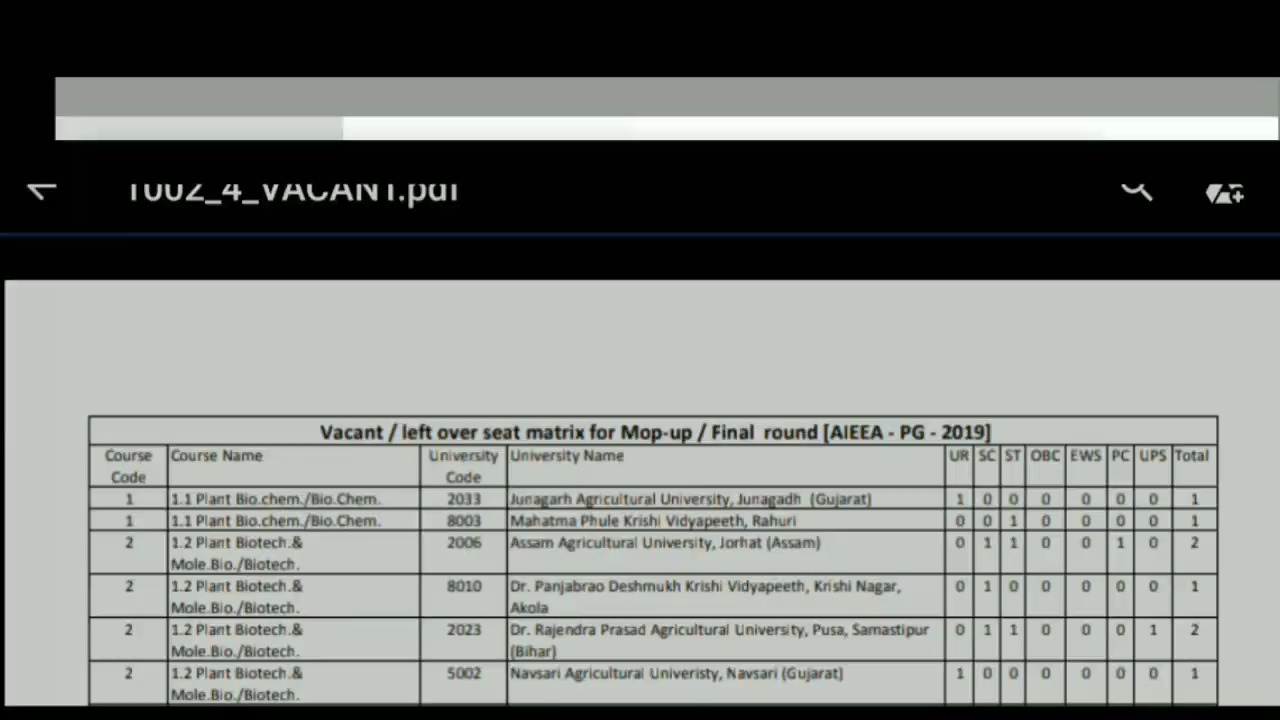 1002_4_VACANT.pdf
Vacant / left over seat matrix for Mop-up / Final round [AIEEA - PG - 2019]
Course Code Course Name University Code University Name UR SC ST OBC EWS PC UPS Total
1 1.1 Plant Bio.chem./Bio.Chem. 2033 Junagarh Agricultural University, Junagadh (Gujarat) 1 0 0 0 0 0 0 1
1 1.1 Plant Bio.chem./Bio.Chem. 8003 Mahatma Phule Krishi Vidyapeeth, Rahuri 0 0 1 0 0 0 0 1
2 1.2 Plant Biotech.& 2006 Assam Agricultural University, Jorhat (Assam) 0 1 1 0 0 1 0 2
Mole.Bio./Biotech.
2 1.2 Plant Biotech.& 8010 Dr. Panjabrao Deshmukh Krishi Vidyapeeth, Krishi Nagar, 0 1 0 0 0 0 0 1
Mole.Bio./Biotech. Akola
2 1.2 Plant Biotech.& 2023 Dr. Rajendra Prasad Agricultural University, Pusa, Samastipur 0 1 1 0 0 0 1 2
Mole.Bio./Biotech. (Bihar)
2 1.2 Plant Biotech.& 5002 Navsari Agricultural Univeristy, Navsari (Gujarat) 1 0 0 0 0 0 0 1
Mole.Bio./Biotech.